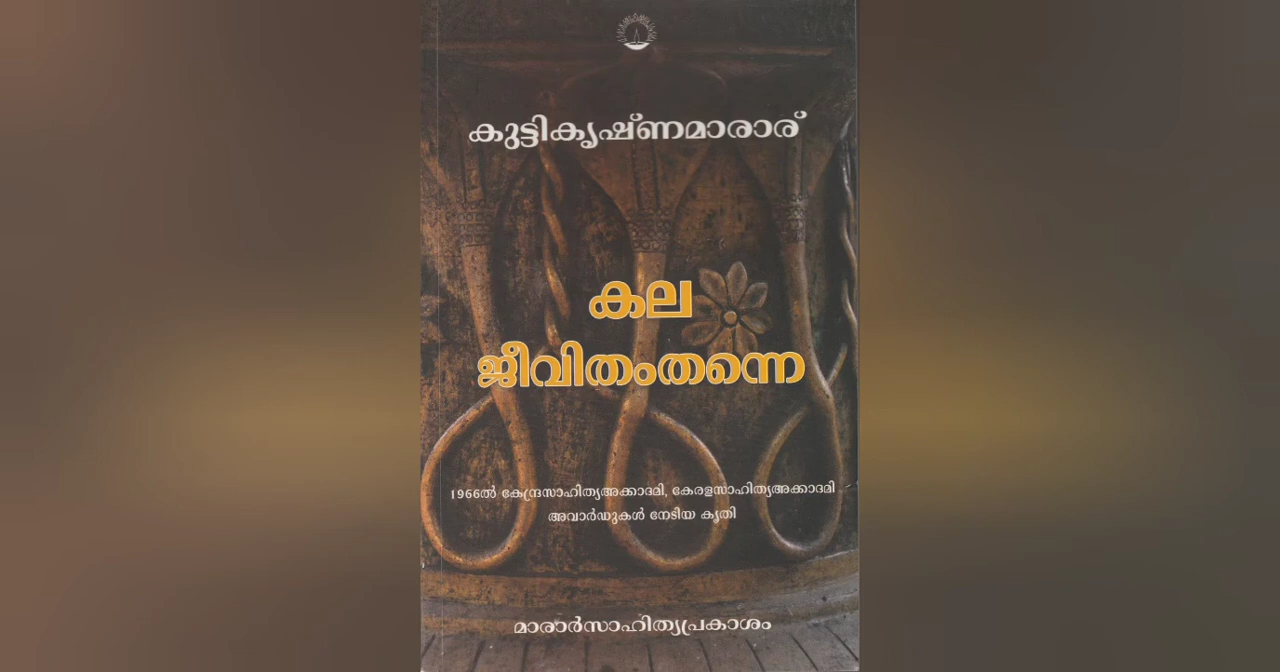 കുട്ടികൃഷ്ണമാരാര്
കല
ജീവിതംതന്നെ
1966ൽ കേന്ദ്രസാഹിത്യഅക്കാദമി, കേരളസാഹിത്യഅക്കാദമി
അവാർഡുകൾ നേടിയ കൃതി
മാരാർസാഹിത്യപ്രകാശം